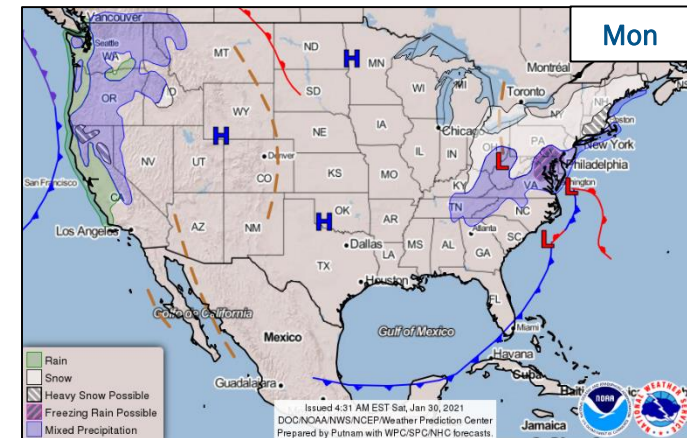 Mon
Vancouver
Seattle
WA
MT
ND
MN
Montréal
OR
ID
SD
WI
MI
Toronto
NH
Boston
WY
H
H
IA
Chicago
NY
NE
PA
New York
NV
UT
Denver
IL
IN
OH
L
Philadelphia
San Francisco
CO
KS
MO
KY
VA
L
CA
TN
NC
Los Angeles
AZ
NM
OK
H
AR
SC
L
Atlanta
Dallas
MS
AL
GA
TX
LA
Houston
FL
Golfo de California
Mexico
Gulf of Mexico
Miami
Havana
Cuba
Guadalajara
Jamaica
Rain
Snow
Heavy Snow Possible
Freezing Rain Possible
Mixed Precipitation
Issued 4:31 AM EST Sat, Jan 30, 2021
DOC/NOAA/NWS/NCEP/Weather Prediction Center
Prepared by Putnam with WPC/SPC/NHC forecasts.
NOAA